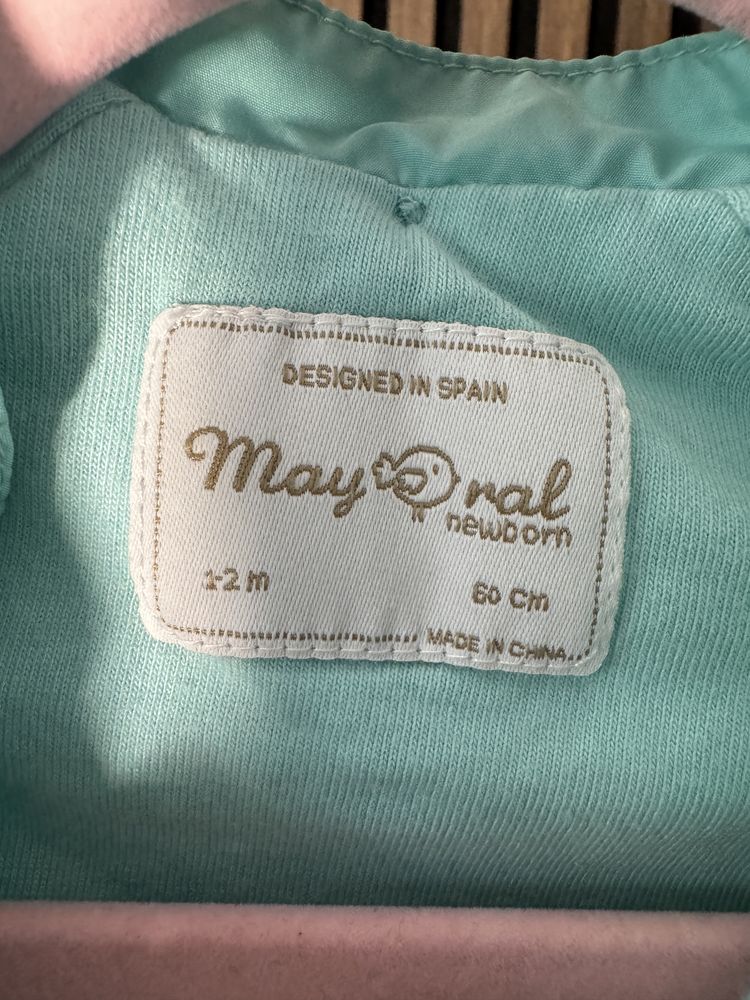 DESIGNED IN SPAIN
Mayoral
newborn
1-2 m 60 cm
MADE IN CHINA